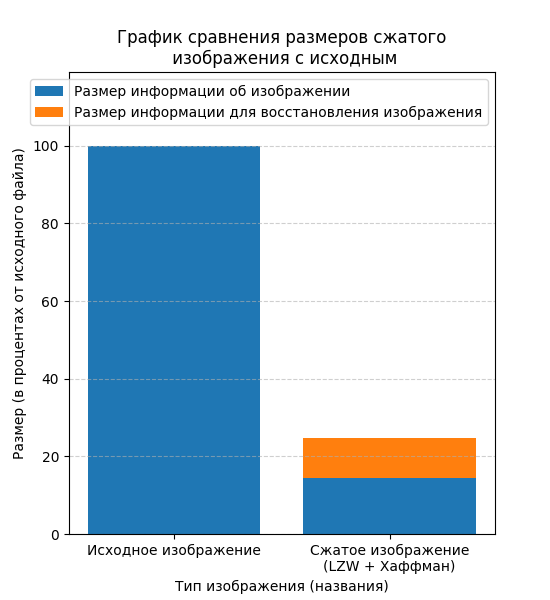 График сравнения размеров сжатого
изображения с исходным
Размер информации об изображении
Размер информации для восстановления изображения
Размер (в процентах от исходного файла)
100
80
60
40
20
0
Исходное изображение
Сжатое изображение
(LZW + Хаффман)
Тип изображения (названия)